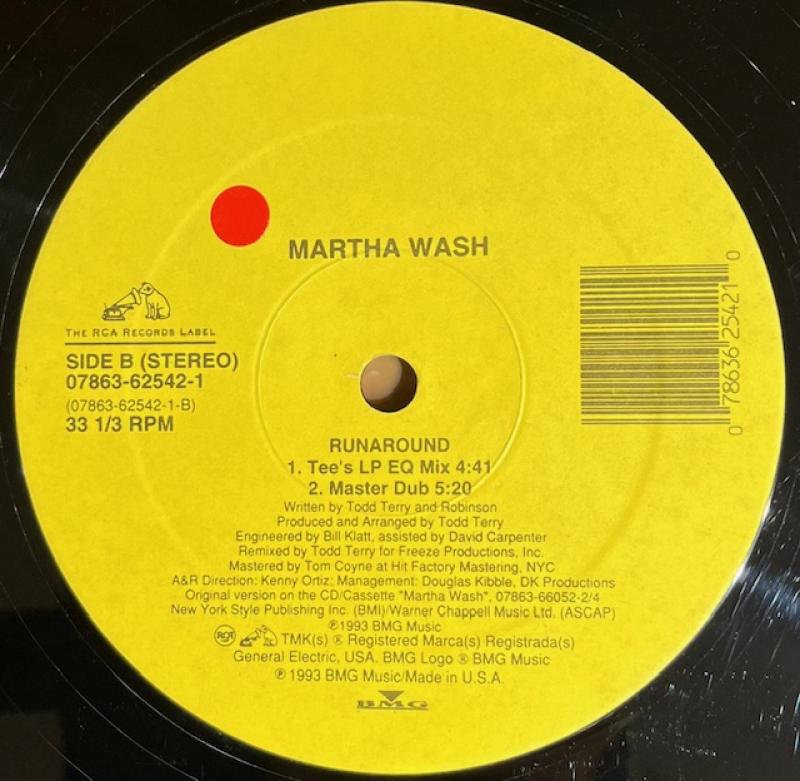 MARTHA WASH
THE RCA RECORDS LABEL
SIDE B (STEREO)
07863-62542-1
(07863-62542-1-B)
33 1/3 RPM
0 78636 25421 0
RUNAROUND
1. Tee's LP EQ Mix 4:41
2. Master Dub 5:20
Written by Todd Terry and Robinson
Produced and Arranged by Todd Terry
Engineered by Bill Klatt, assisted by David Carpenter
Remixed by Todd Terry for Freeze Productions, Inc.
Mastered by Tom Coyne at Hit Factory Mastering, NYC
A&R Direction: Kenny Ortiz: Management: Douglas Kibble, DK Productions
Original version on the CD/Cassette "Martha Wash", 07863-66052-2/4
New York Style Publishing Inc. (BMI)/Warner Chappell Music Ltd. (ASCAP)
℗1993 BMG Music
RCA TMK(s) ® Registered Marca(s) Registrada(s)
General Electric, USA. BMG Logo ® BMG Music
℗ 1993 BMG Music/Made in U.S.A.
BMG